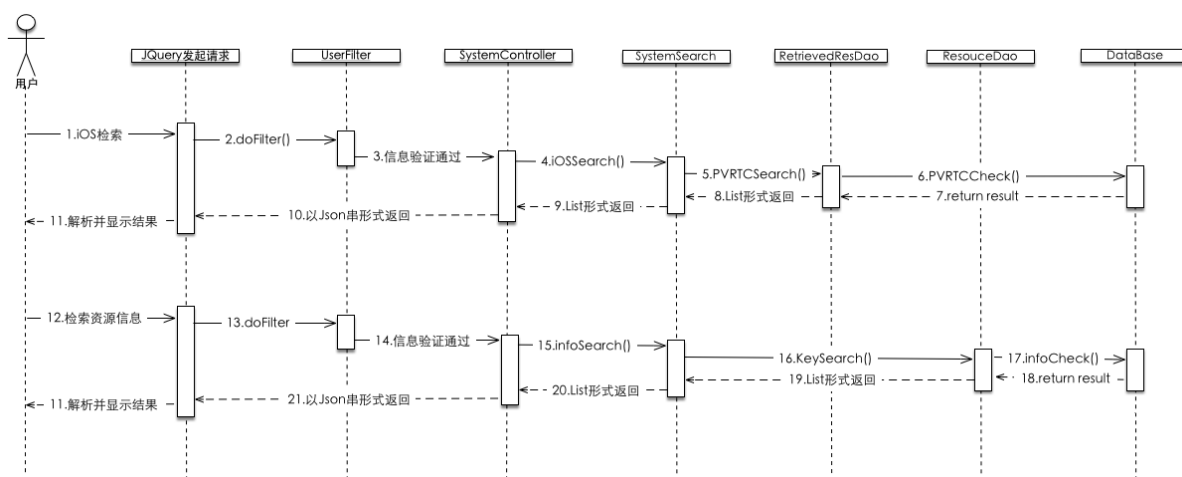 JQuery发起请求
UserFilter
SystemController
SystemSearch
RetrievedResDao
ResouceDao
DataBase
用户
1.iOS检索
2.doFilter()
3.信息验证通过
4.iOSSearch()
5.PVRTCSearch()
6.PVRTCCheck()
7.return result
8.List形式返回
9.List形式返回
10.以Json串形式返回
11.解析并显示结果
12.检索资源信息
13.doFilter
14.信息验证通过
15.infoSearch()
16.KeySearch()
17.infoCheck()
18.return result
19.List形式返回
20.List形式返回
21.以Json串形式返回
11.解析并显示结果